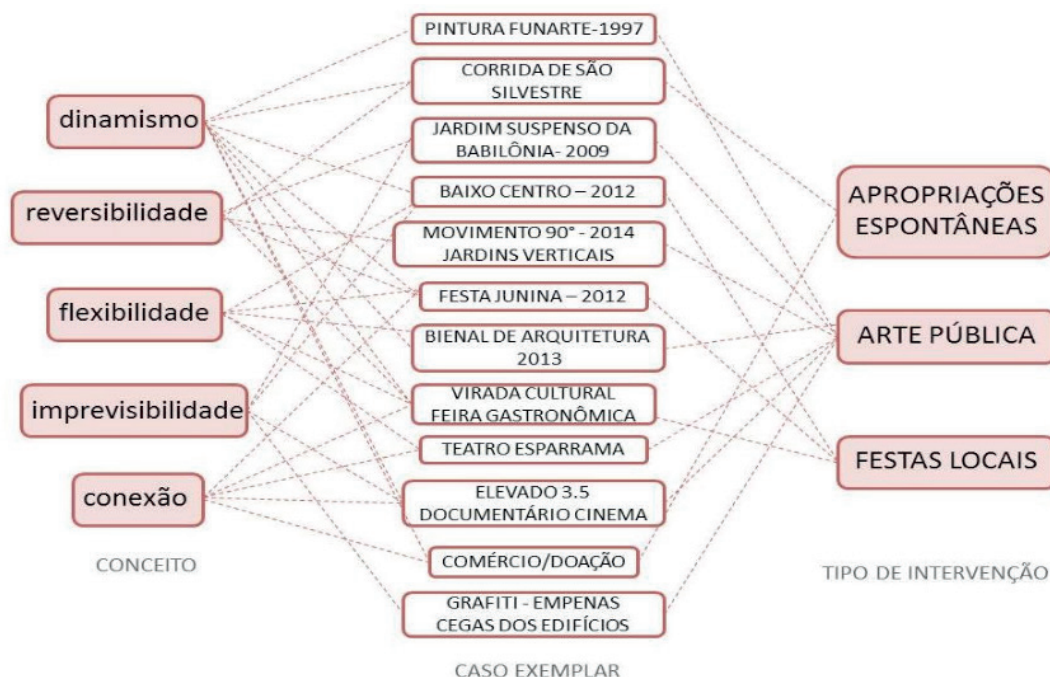 dinamismo
reversibilidade
flexibilidade
imprevisibilidade
conexão
CONCEITO
PINTURA FUNARTE-1997
CORRIDA DE SÃO
SILVESTRE
JARDIM SUSPENSO DA
BABILÔNIA- 2009
BAIXO CENTRO – 2012
MOVIMENTO 90° - 2014
JARDINS VERTICAIS
FESTA JUNINA – 2012
BIENAL DE ARQUITETURA
2013
VIRADA CULTURAL
FEIRA GASTRONÔMICA
TEATRO ESPARRAMA
ELEVADO 3.5
DOCUMENTÁRIO CINEMA
COMÉRCIO/DOAÇÃO
GRAFITI - EMPENAS
CEGAS DOS EDIFÍCIOS
CASO EXEMPLAR
APROPRIAÇÕES
ESPONTÂNEAS
ARTE PÚBLICA
FESTAS LOCAIS
TIPO DE INTERVENÇÃO